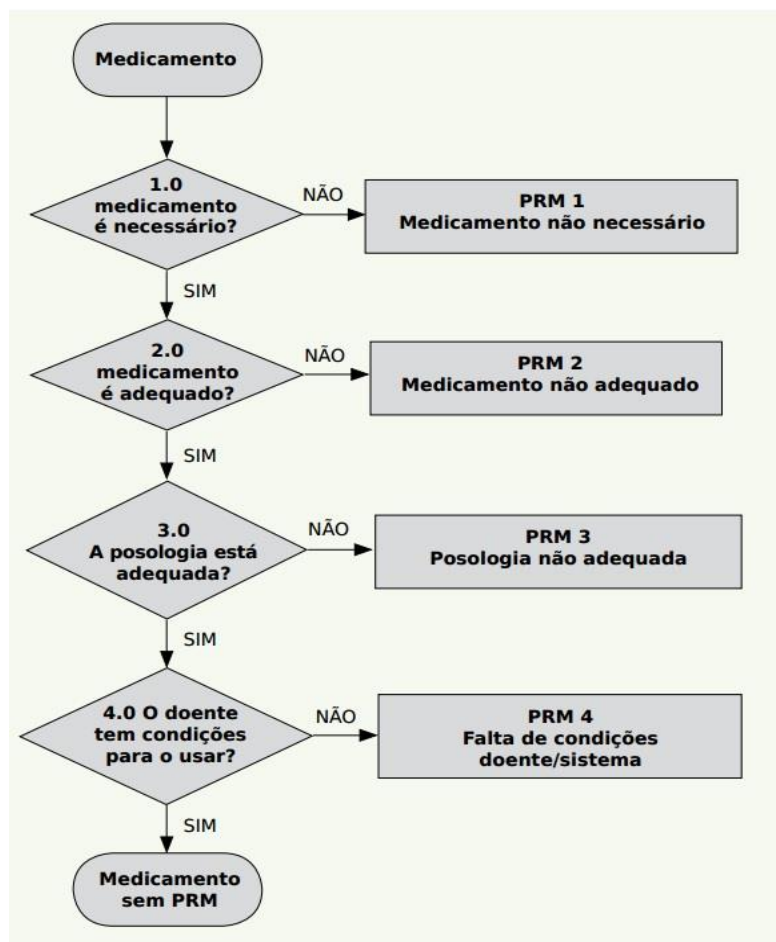 Medicamento
1.0
medicamento
é necessário?
NÃO
PRM 1
Medicamento não necessário
SIM
2.0
medicamento
é adequado?
NÃO
PRM 2
Medicamento não adequado
SIM
3.0
A posologia está
adequada?
NÃO
PRM 3
Posologia não adequada
SIM
4.0 O doente
tem condições
para o usar?
NÃO
PRM 4
Falta de condições
doente/sistema
SIM
Medicamento
sem PRM